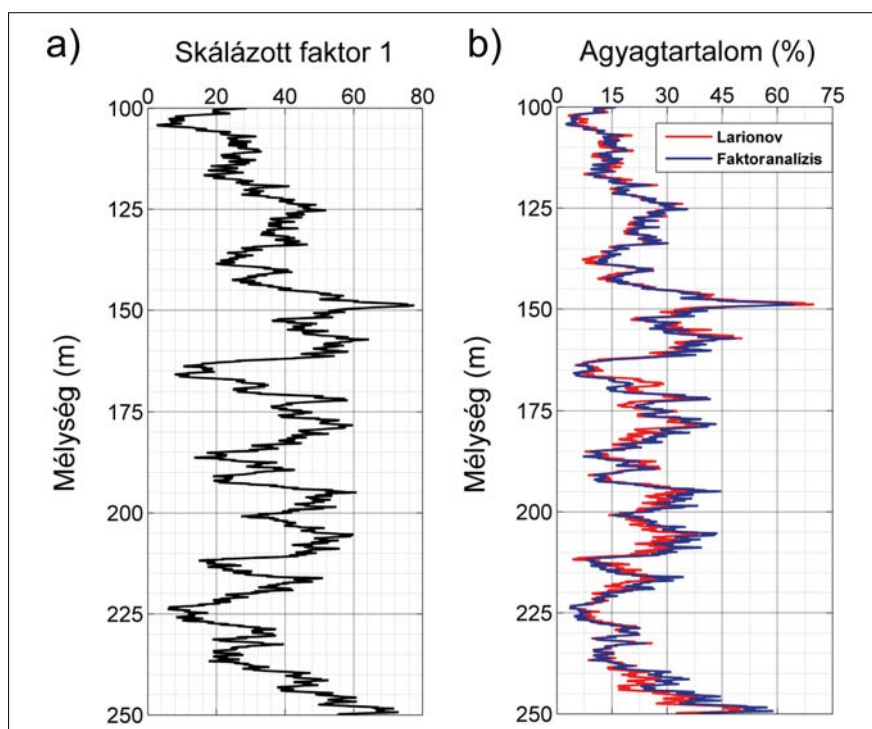 a) Skálázott faktor 1
0 20 40 60 80
100
125
150
175
200
225
250
Mélység (m)
b) Agyagtartalom (%)
0 15 30 45 60 75
100
125
150
175
200
225
250
Mélység (m)
Larionov
Faktoranalízis